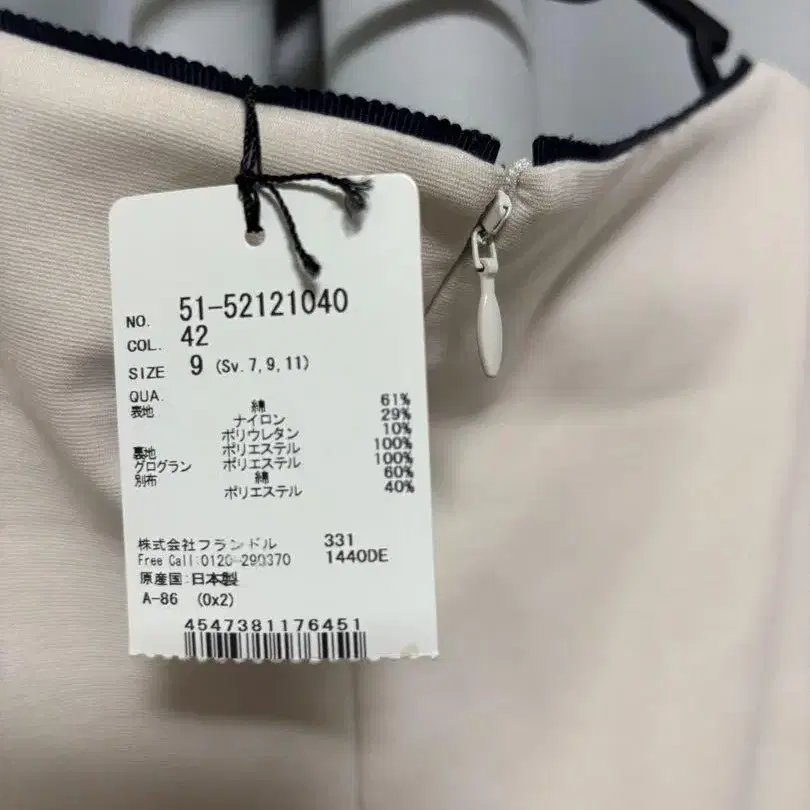 NO. 51-52121040
COL. 42
SIZE 9 (Sv. 7, 9, 11)
QUA.
表地 綿 61%
ナイロン 29%
ポリウレタン 10%
裏地 ポリエステル 100%
グログラン ポリエステル 100%
別布 綿 60%
ポリエステル 40%
株式会社フランドル 331
Free Call:0120-290370 1440DE
原産国:日本製
A-86 (0x2)
4547381176451